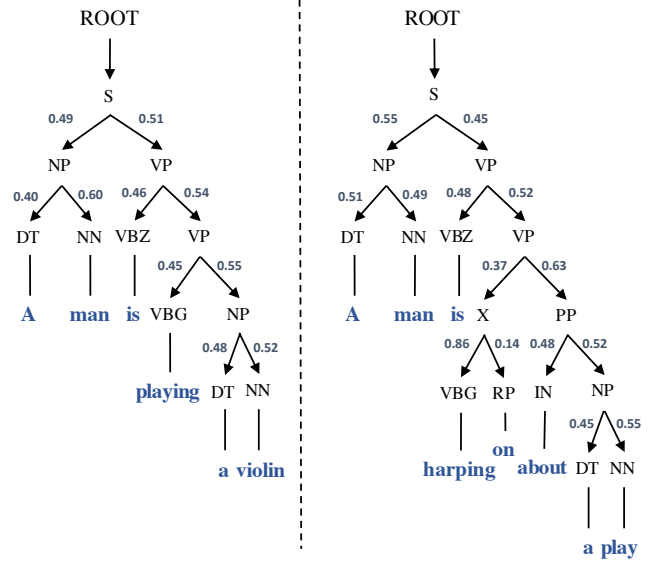 ROOT ROOT
S S
0.49 0.51 0.55 0.45
NP VP NP VP
0.40 0.60 0.46 0.54 0.51 0.49 0.48 0.52
DT NN VBZ VP DT NN VBZ VP
0.45 0.55 0.37 0.63
A man is VBG NP A man is X PP
0.48 0.52 0.86 0.14 0.48 0.52
playing DT NN VBG RP IN NP
0.45 0.55
on
a violin harping about DT NN
a play